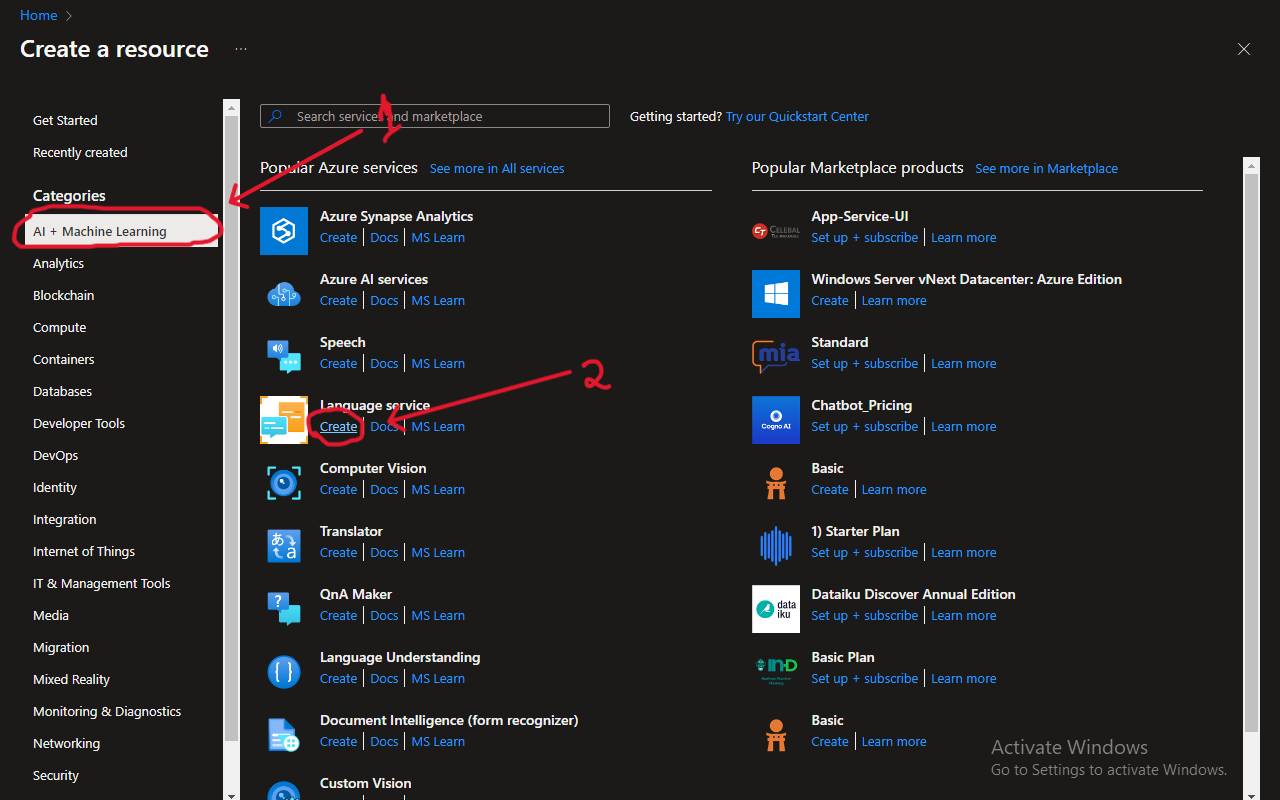 Home >
Create a resource ...
Get Started
Recently created
Categories
AI + Machine Learning
Analytics
Blockchain
Compute
Containers
Databases
Developer Tools
DevOps
Identity
Integration
Internet of Things
IT & Management Tools
Media
Migration
Mixed Reality
Monitoring & Diagnostics
Networking
Security
1
Search services and marketplace
Getting started? Try our Quickstart Center
Popular Azure services See more in All services
Azure Synapse Analytics
Create | Docs | MS Learn
Azure AI services
Create | Docs | MS Learn
Speech
Create | Docs | MS Learn
2
Language service
Create | Docs | MS Learn
Computer Vision
Create | Docs | MS Learn
あ a
Translator
Create | Docs | MS Learn
?
QnA Maker
Create | Docs | MS Learn
{ }
Language Understanding
Create | Docs | MS Learn
Document Intelligence (form recognizer)
Create | Docs | MS Learn
Custom Vision
Popular Marketplace products See more in Marketplace
CT CELEBAL
App-Service-UI
Set up + subscribe | Learn more
Windows Server vNext Datacenter: Azure Edition
Create | Learn more
mia
Standard
Set up + subscribe | Learn more
Cogno AI
Chatbot_Pricing
Set up + subscribe | Learn more
Basic
Create | Learn more
1) Starter Plan
Set up + subscribe | Learn more
data
iku
Dataiku Discover Annual Edition
Set up + subscribe | Learn more
IN-D
Basic Plan
Set up + subscribe | Learn more
Basic
Create | Learn more
Activate Windows
Go to Settings to activate Windows.